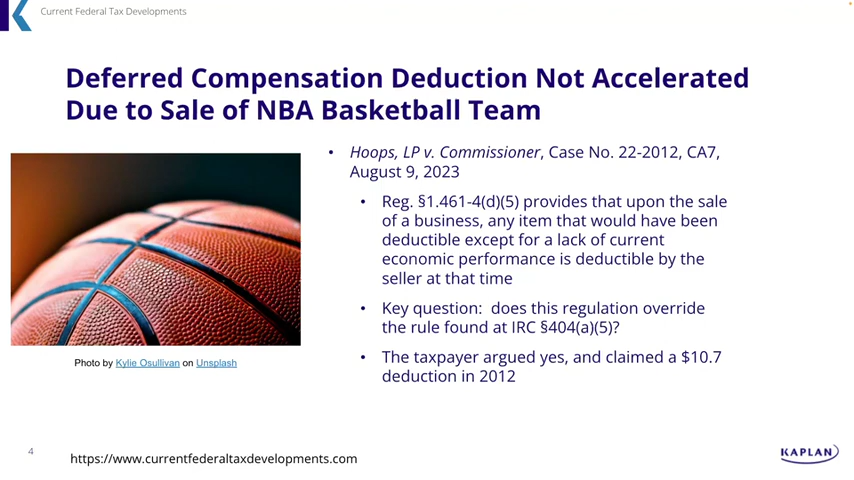 Current Federal Tax Developments
Deferred Compensation Deduction Not Accelerated
Due to Sale of NBA Basketball Team
• Hoops, LP v. Commissioner, Case No. 22-2012, CA7,
August 9, 2023
• Reg. §1.461-4(d)(5) provides that upon the sale
of a business, any item that would have been
deductible except for a lack of current
economic performance is deductible by the
seller at that time
• Key question:  does this regulation override
the rule found at IRC §404(a)(5)?
• The taxpayer argued yes, and claimed a $10.7
deduction in 2012
Photo by Kylie Osullivan on Unsplash
4
https://www.currentfederaltaxdevelopments.com
KAPLAN